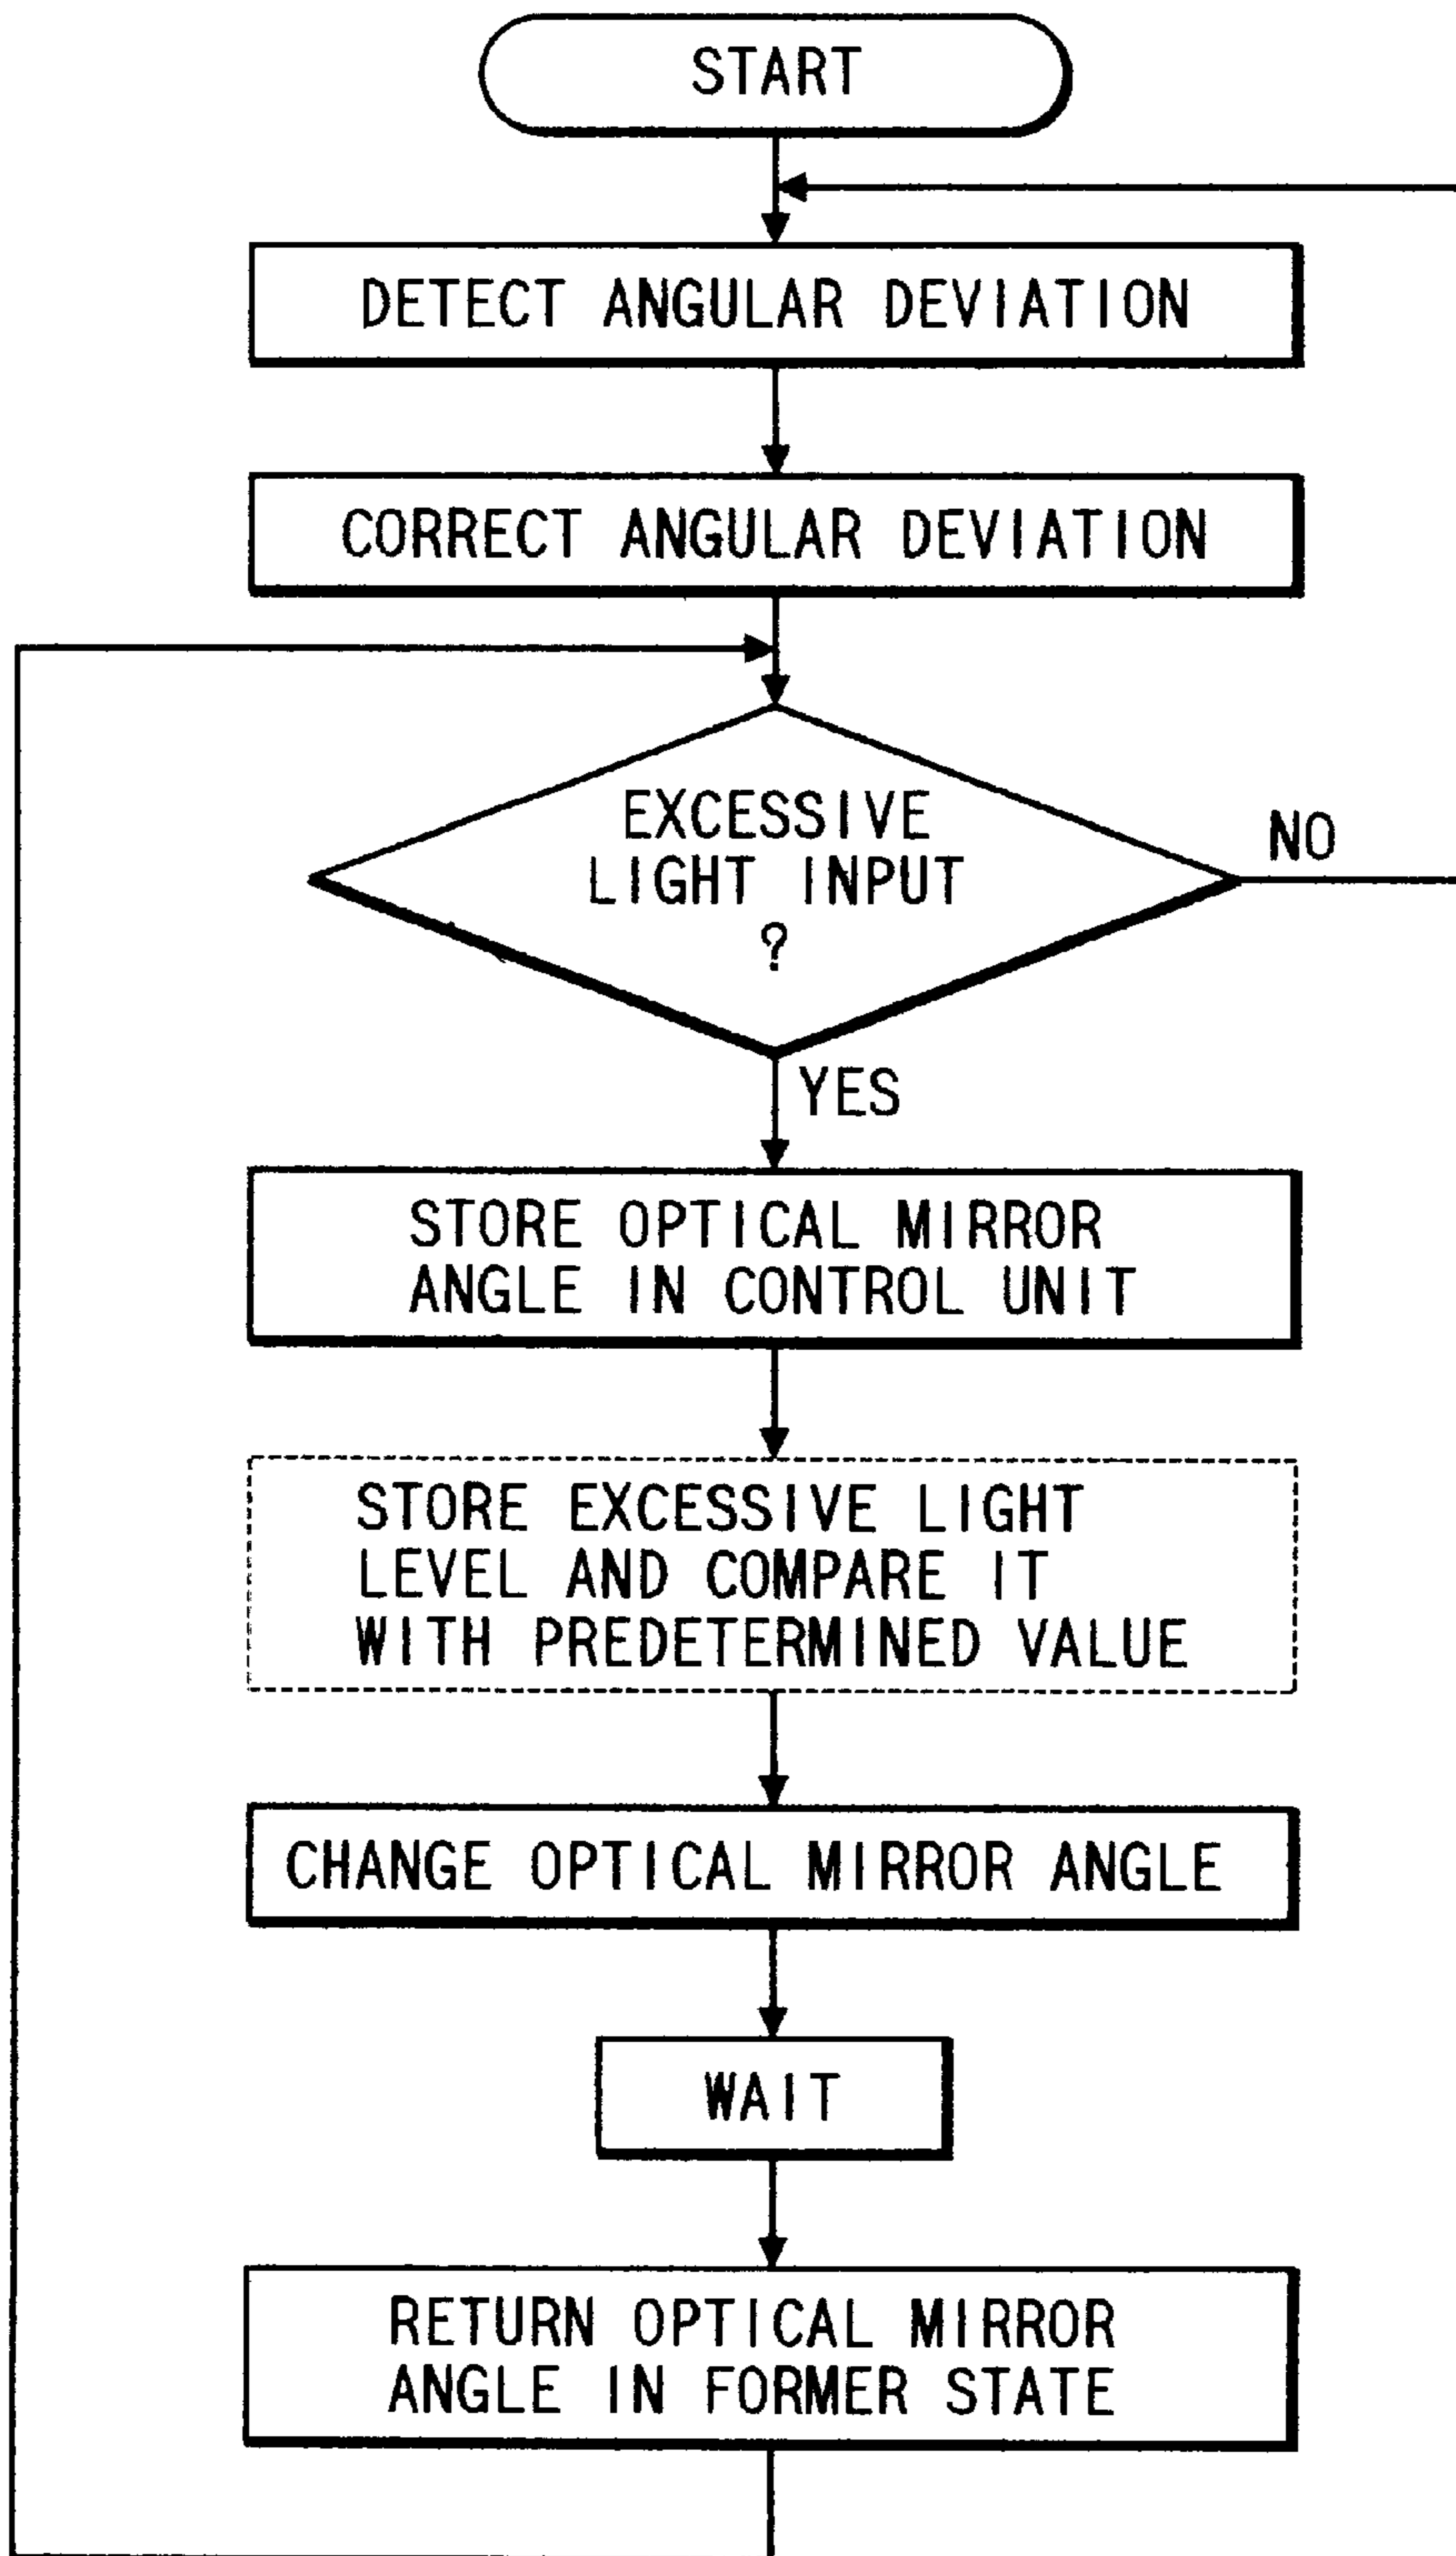 START
DETECT ANGULAR DEVIATION
CORRECT ANGULAR DEVIATION
EXCESSIVE
LIGHT INPUT
?
NO
YES
STORE OPTICAL MIRROR
ANGLE IN CONTROL UNIT
STORE EXCESSIVE LIGHT
LEVEL AND COMPARE IT
WITH PREDETERMINED VALUE
CHANGE OPTICAL MIRROR ANGLE
WAIT
RETURN OPTICAL MIRROR
ANGLE IN FORMER STATE